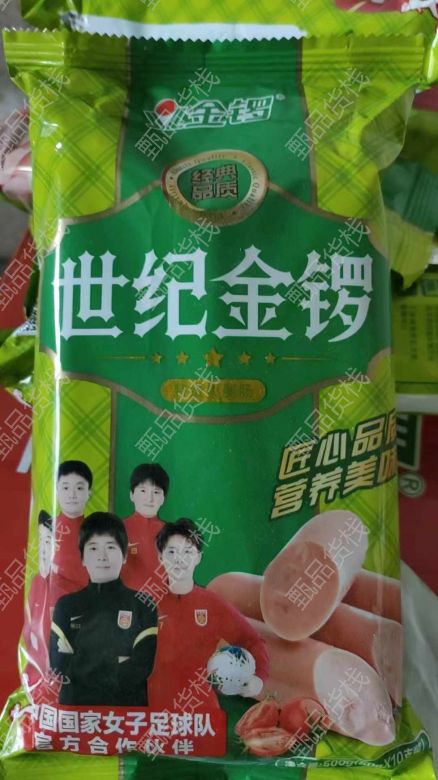 金锣
经典
品质
世纪金锣
匠心品质
营养美味
中国国家女子足球队
官方合作伙伴
甄品货栈